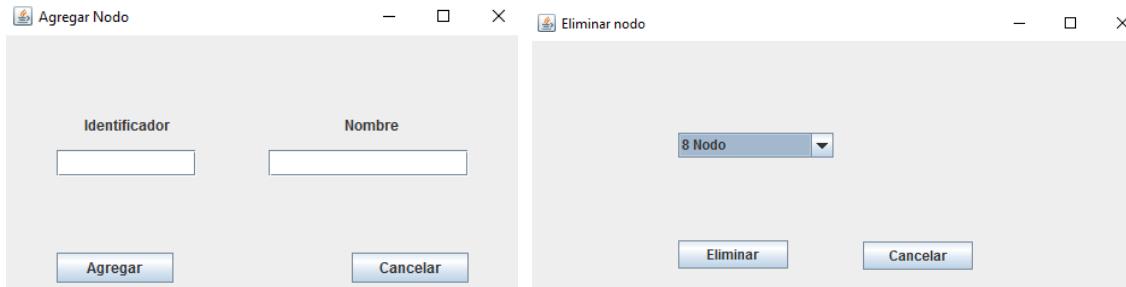 Agregar Nodo
Identificador Nombre
Agregar Cancelar
Eliminar nodo
8 Nodo
Eliminar Cancelar